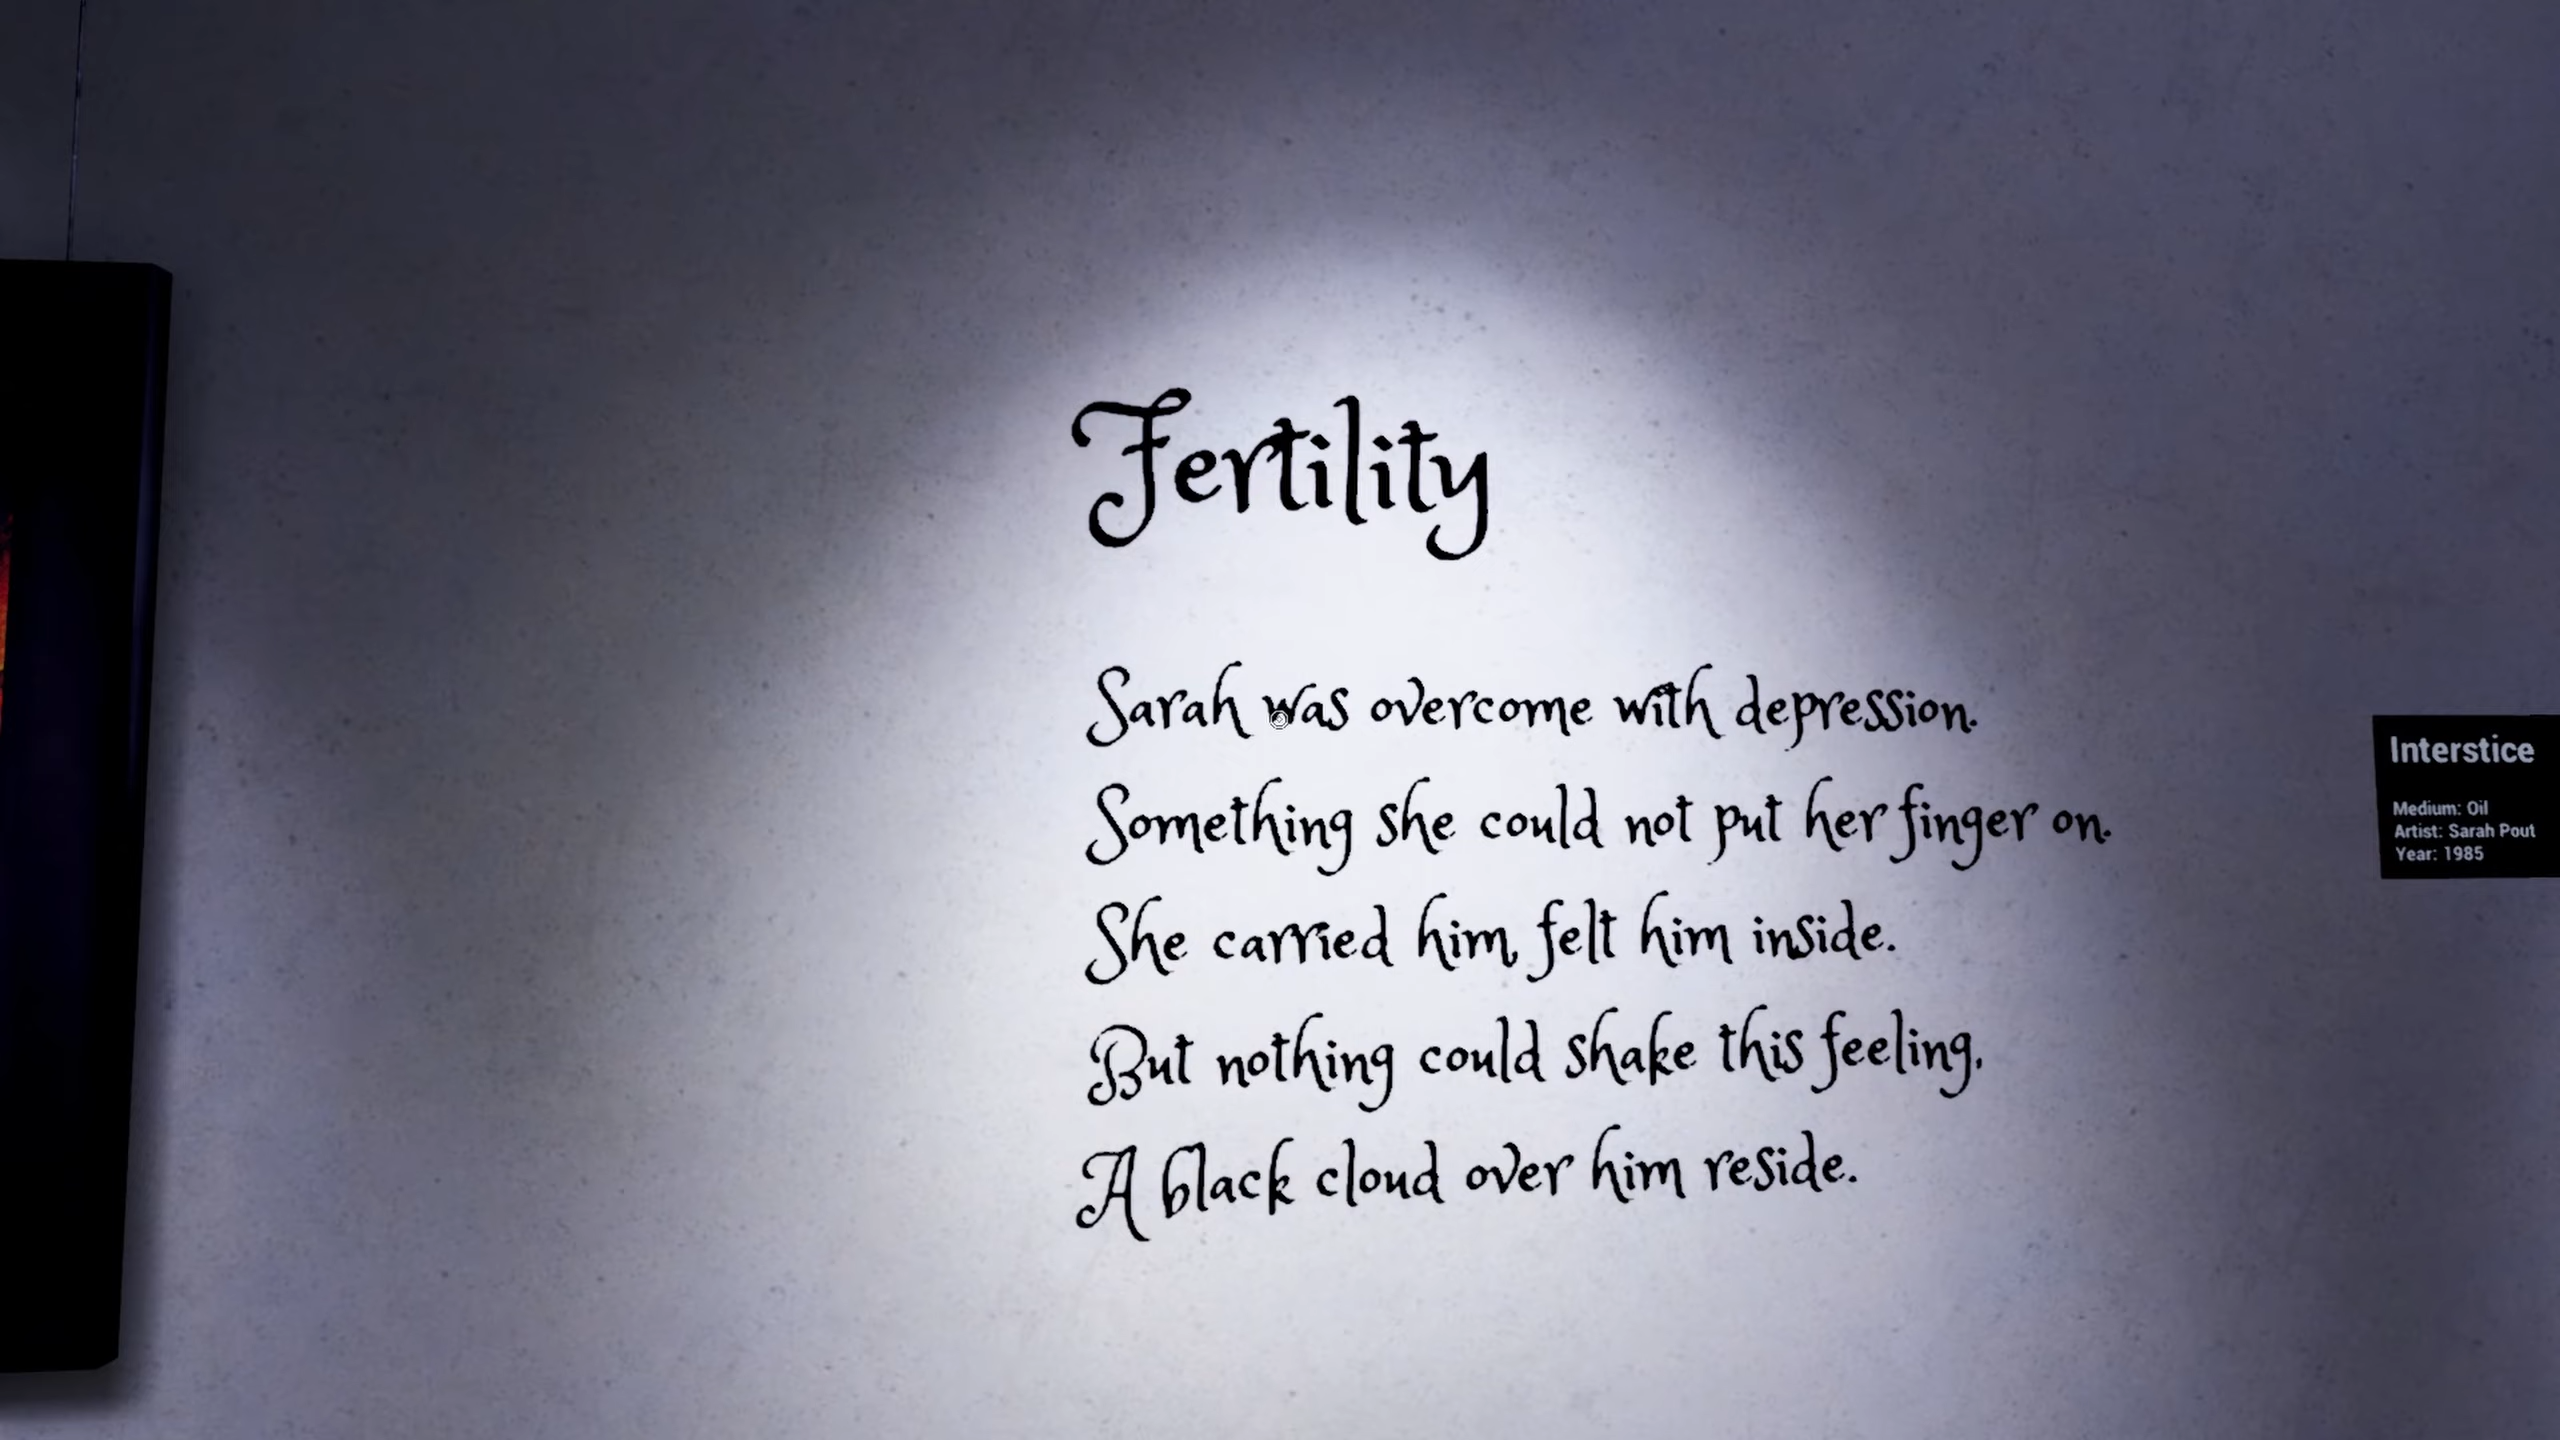 Fertility
Sarah was overcome with depression.
Something she could not put her finger on.
She carried him, felt him inside.
But nothing could shake this feeling,
A black cloud over him reside.
Interstice
Medium: Oil
Artist: Sarah Pout
Year: 1985